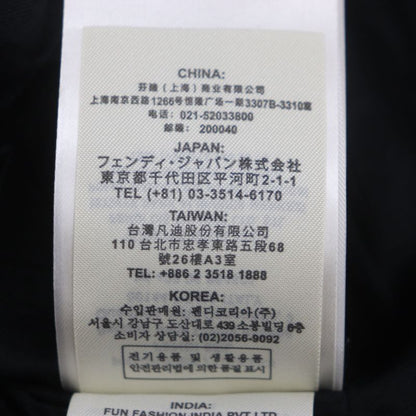 CHINA:
芬迪（上海）商业有限公司
上海南京西路1266号恒隆广场一期3307B-3310室
电话: 021-52033800
邮编: 200040
JAPAN:
フェンディ・ジャパン株式会社
東京都千代田区平河町2-1-1
TEL (+81) 03-3514-6170
TAIWAN:
台灣凡迪股份有限公司
110 台北市忠孝東路五段68
號26樓A3室
TEL: +886 2 3518 1888
KOREA:
수입판매원: 펜디코리아(주)
서울시 강남구 도산대로 439 소봉빌딩 6층
소비자 상담실: 02)2056-9092
전기용품 및 생활용품
안전관리법에 의한 품질 표시
INDIA:
FUN FASHION INDIA PVT LTD